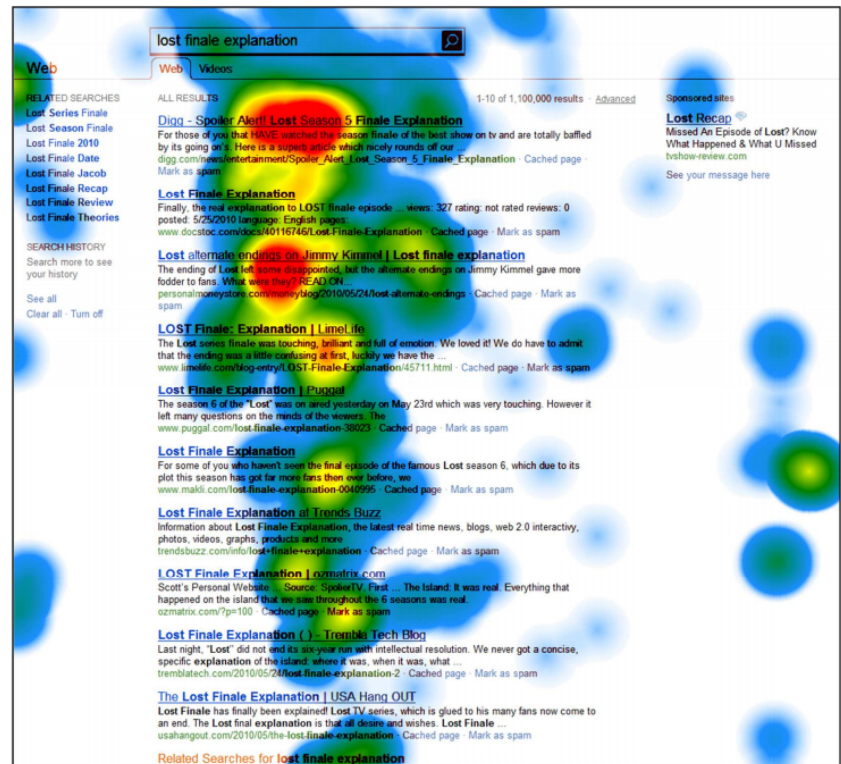 lost finale explanation
Web
Web Videos
RELATED SEARCHES
Lost Series Finale
Lost Season Finale
Lost Finale 2010
Lost Finale Date
Lost Finale Jacob
Lost Finale Recap
Lost Finale Review
Lost Finale Theories
SEARCH HISTORY
Search more to see
your history
See all
Clear all · Turn off
ALL RESULTS
1-10 of 1,100,000 results · Advanced
Digg - Spoiler Alert! Lost Season 5 Finale Explanation
For those of you that HAVE watched the season finale of the best show on tv and are totally baffled
by its going on's. Here is a superb article which nicely rounds off our ...
digg.com/news/entertainment/Spoiler_Alert_Lost_Season_5_Finale_Explanation · Cached page ·
Mark as spam
Lost Finale Explanation
Finally, the real explanation to LOST finale episode ... views: 327 rating: not rated reviews: 0
posted: 5/25/2010 language: English pages:
www.docstoc.com/docs/40116746/Lost-Finale-Explanation · Cached page · Mark as spam
Lost alternate endings on Jimmy Kimmel | Lost finale explanation
The ending of Lost left some disappointed, but the alternate endings on Jimmy Kimmel gave more
fodder to fans. What were they? READ ON...
personalmoneystore.com/moneyblog/2010/05/24/lost-alternate-endings · Cached page · Mark as
spam
LOST Finale: Explanation | LimeLife
The Lost series finale was touching, brilliant and full of emotion. We loved it! We do have to admit
that the ending was a little confusing at first, luckily we have the ...
www.limelife.com/blog-entry/LOST-Finale-Explanation/45711.html · Cached page · Mark as spam
Lost Finale Explanation | Puggal
The season 6 of the "Lost" was on aired yesterday on May 23rd which was very touching. However it
left many questions on the minds of the viewers. The
www.puggal.com/lost-finale-explanation-38023 · Cached page · Mark as spam
Lost Finale Explanation
For some of you who haven't seen the final episode of the famous Lost season 6, which due to its
plot this season has got far more fans then ever before, we
www.makli.com/lost-finale-explanation-0040995 · Cached page · Mark as spam
Lost Finale Explanation at Trends Buzz
Information about Lost Finale Explanation, the latest real time news, blogs, web 2.0 interactivy,
photos, videos, graphs, products and more
trendsbuzz.com/info/lost+finale+explanation · Cached page · Mark as spam
LOST Finale Explanation | ozmatrix.com
Scott's Personal Website ... Source: SpolierTV. First ... The Island: It was real. Everything that
happened on the island that we saw throughout the 6 seasons was real.
ozmatrix.com/?p=100 · Cached page · Mark as spam
Lost Finale Explanation ( ) - Trembla Tech Blog
Last night, "Lost" did not end its six-year run with intellectual resolution. We never got a concise,
specific explanation of the island: where it was, when it was, what ...
tremblatech.com/2010/05/24/lost-finale-explanation-2 · Cached page · Mark as spam
The Lost Finale Explanation | USA Hang OUT
Lost Finale has finally been explained! Lost TV series, which is glued to his many fans now come to
an end. The Lost final explanation is that all desire and wishes. Lost Finale ...
usahangout.com/2010/05/the-lost-finale-explanation · Cached page · Mark as spam
Related Searches for lost finale explanation
Sponsored sites
Lost Recap
Missed An Episode of Lost? Know
What Happened & What U Missed
tvshow-review.com
See your message here